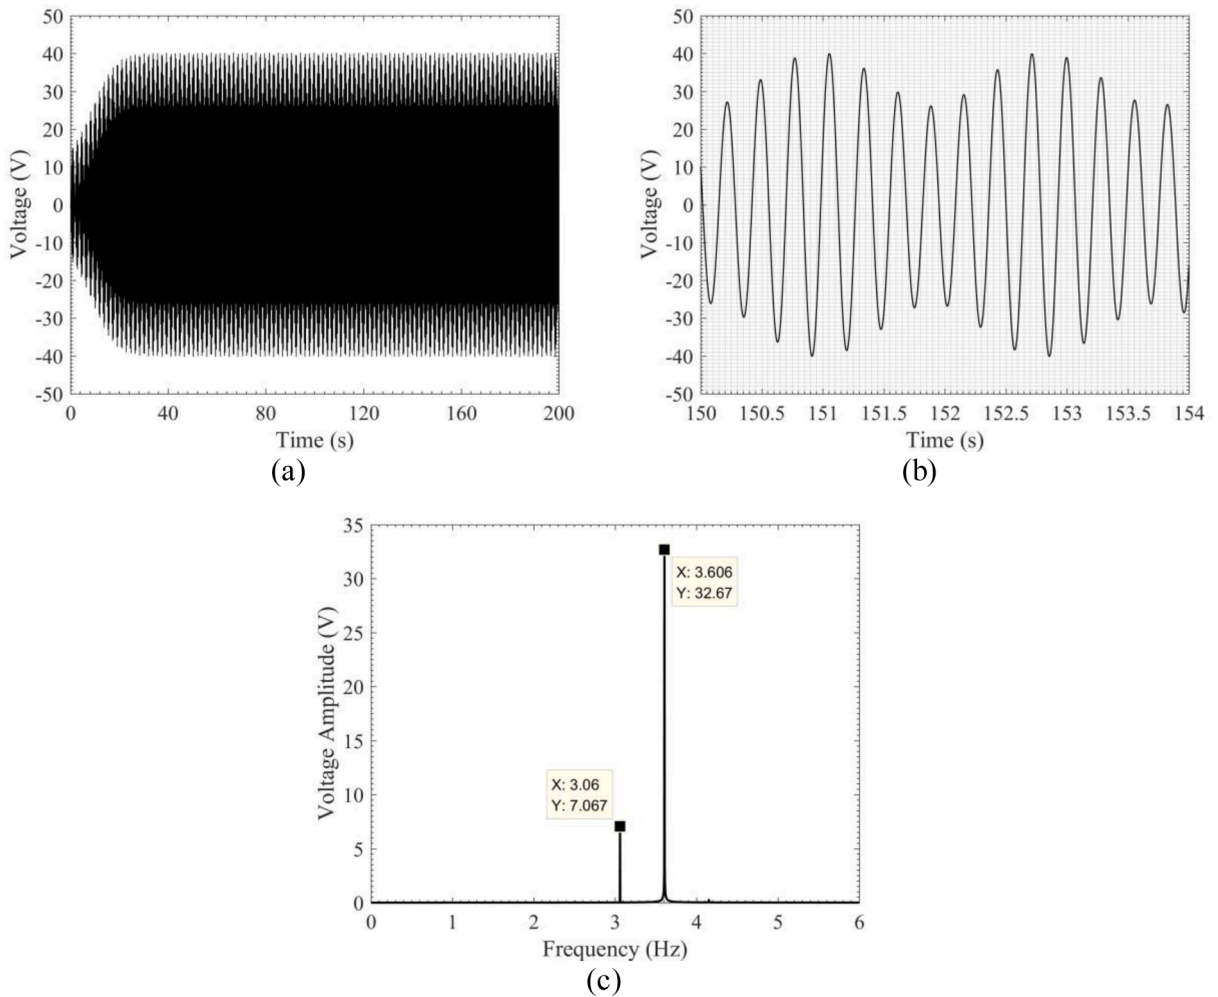 50
40
30
20
10
0
-10
-20
-30
-40
-50
Voltage (V)
0 40 80 120 160 200
Time (s)
(a)
50
40
30
20
10
0
-10
-20
-30
-40
-50
Voltage (V)
150 150.5 151 151.5 152 152.5 153 153.5 154
Time (s)
(b)
35
30
25
20
15
10
5
0
Voltage Amplitude (V)
X: 3.606
Y: 32.67
X: 3.06
Y: 7.067
0 1 2 3 4 5 6
Frequency (Hz)
(c)